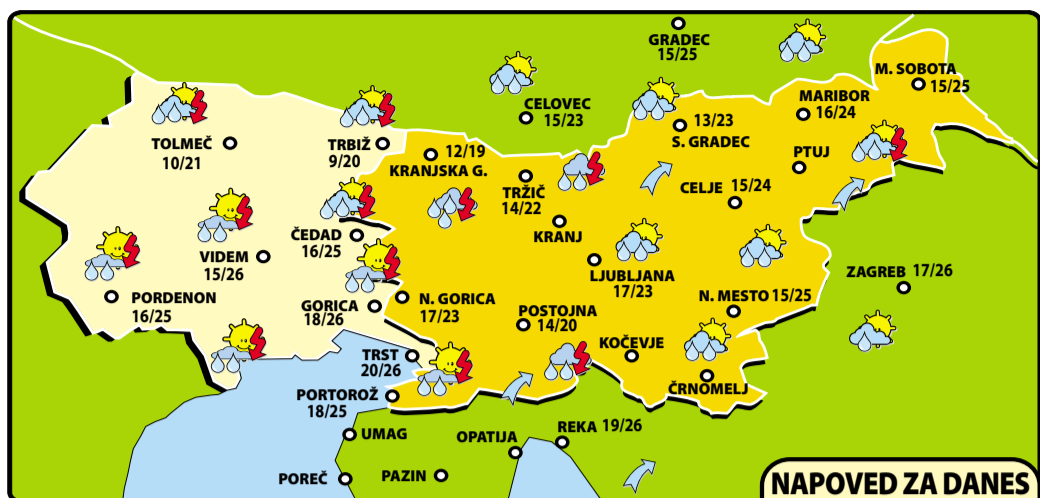 GRADEC
15/25
M. SOBOTA
15/25
CELOVEC
15/23
MARIBOR
16/24
TOLMEČ
10/21
TRBIŽ
9/20
12/19
KRANJSKA G.
13/23
S. GRADEC
PTUJ
TRŽIČ
14/22
CELJE 15/24
KRANJ
ČEDAD
16/25
VIDEM
15/26
LJUBLJANA
17/23
ZAGREB 17/26
PORDENON
16/25
GORICA
18/26
N. GORICA
17/23
POSTOJNA
14/20
N. MESTO 15/25
KOČEVJE
TRST
20/26
ČRNOMELJ
PORTOROŽ
18/25
UMAG
OPATIJA
REKA 19/26
POREČ
PAZIN
NAPOVED ZA DANES